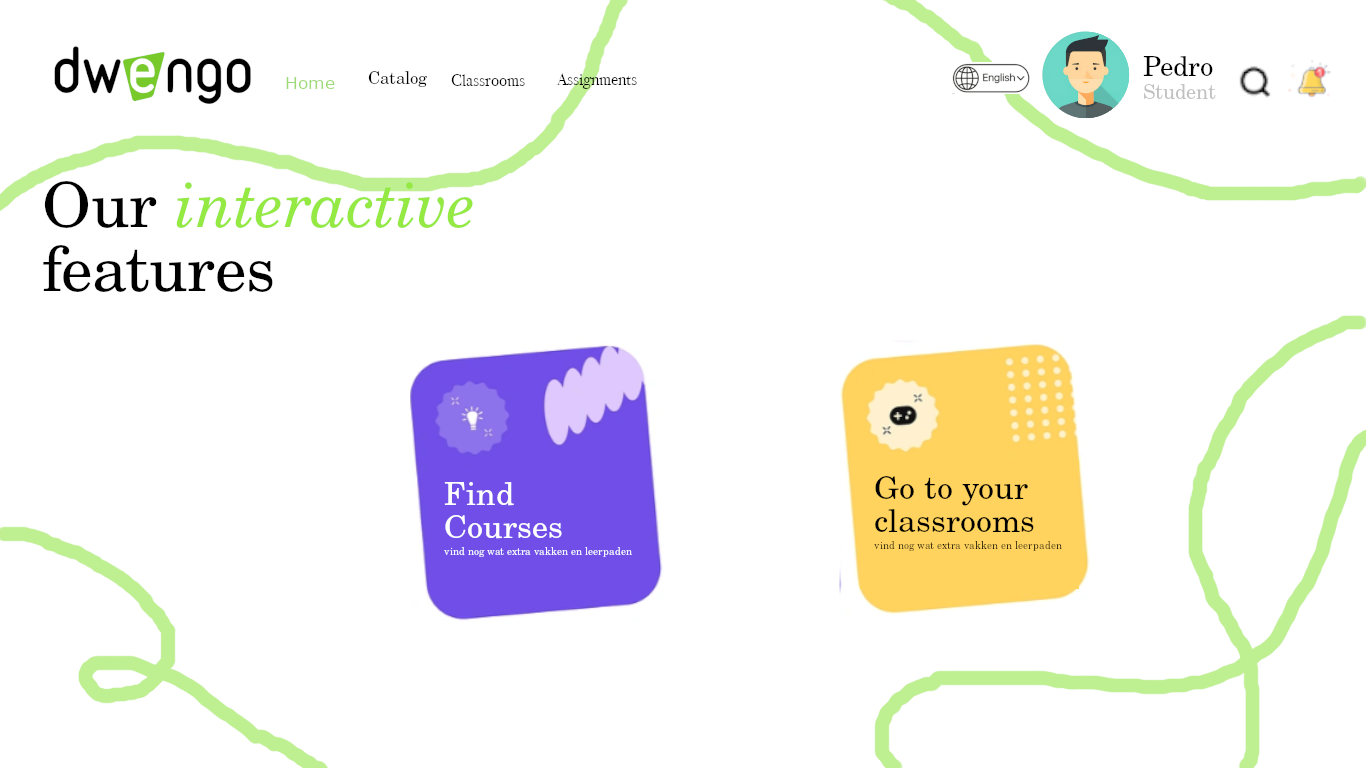 dwengo
Home
Catalog
Classrooms
Assignments
English
Pedro
Student
Our interactive
features
Find
Courses
vind nog wat extra vakken en leerpaden
Go to your
classrooms
vind nog wat extra vakken en leerpaden